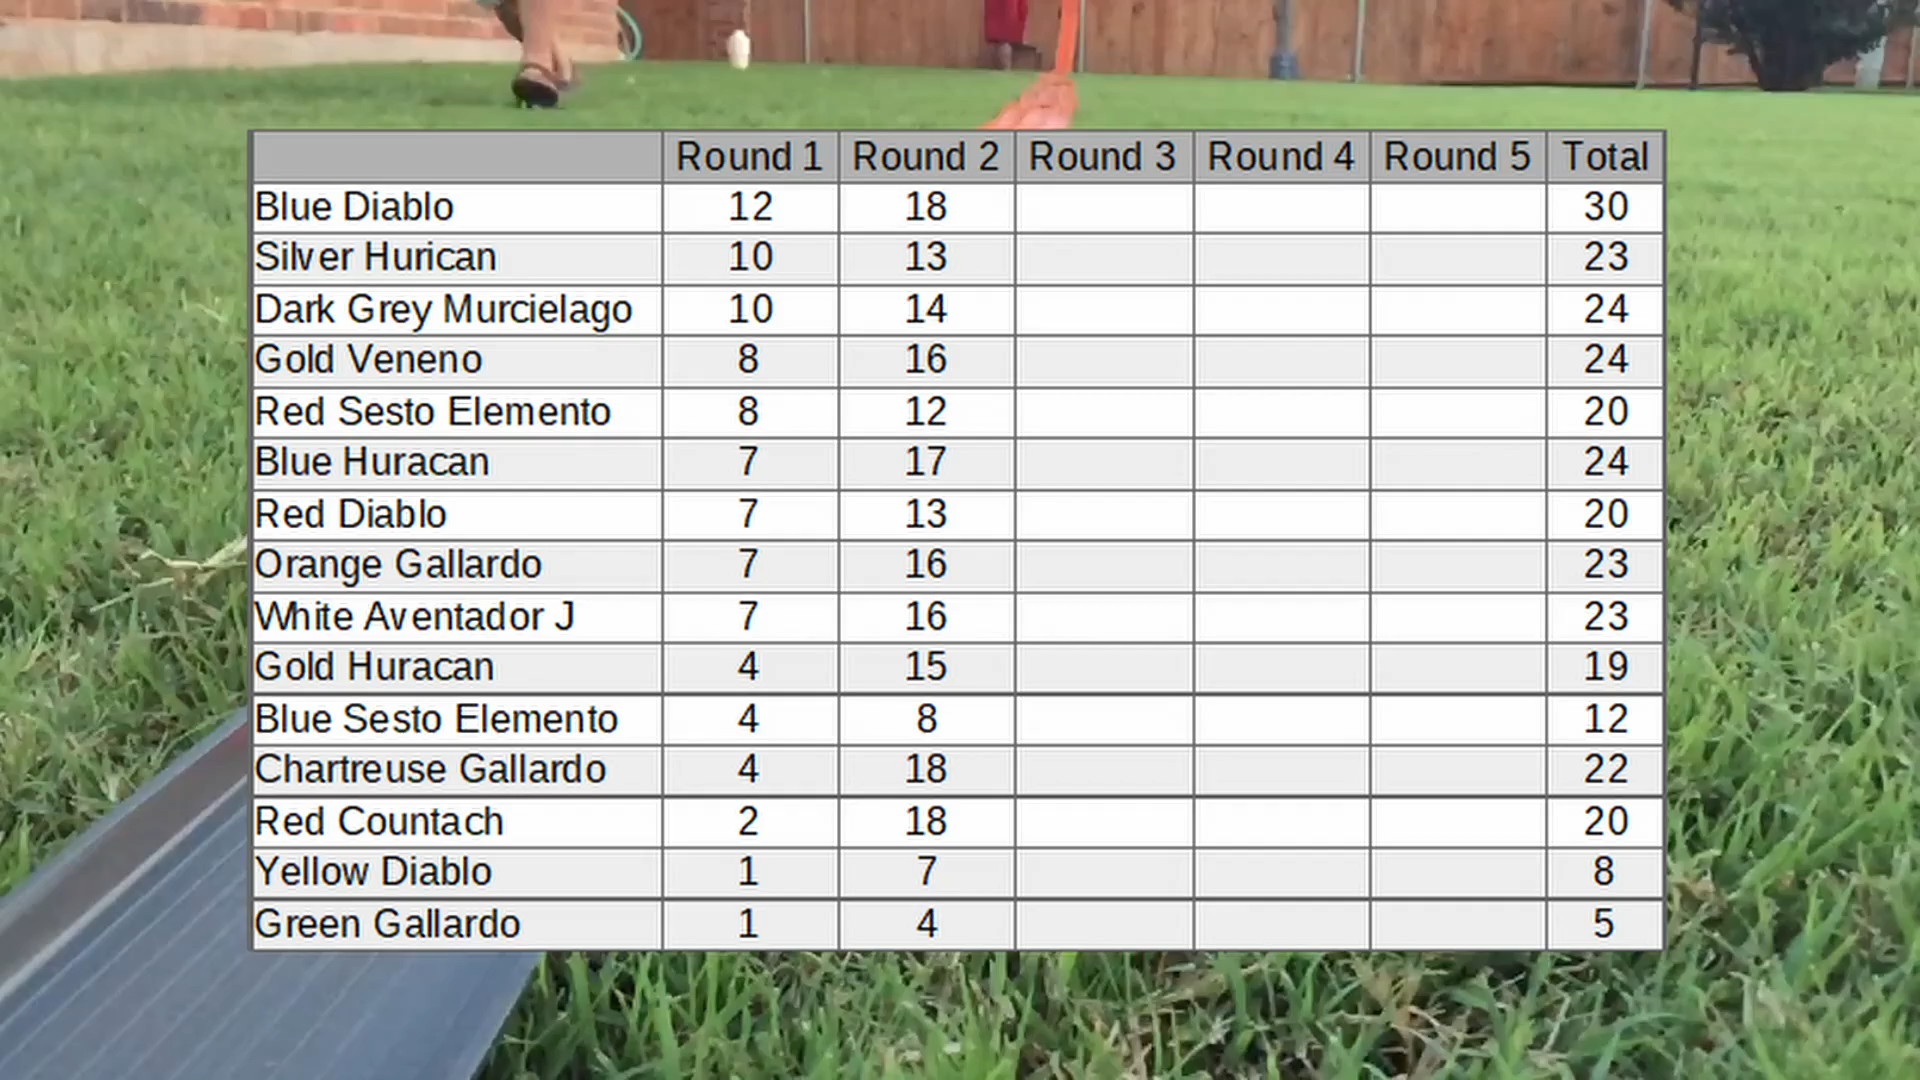 Round 1 Round 2 Round 3 Round 4 Round 5 Total
Blue Diablo 12 18 30
Silver Hurican 10 13 23
Dark Grey Murcielago 10 14 24
Gold Veneno 8 16 24
Red Sesto Elemento 8 12 20
Blue Huracan 7 17 24
Red Diablo 7 13 20
Orange Gallardo 7 16 23
White Aventador J 7 16 23
Gold Huracan 4 15 19
Blue Sesto Elemento 4 8 12
Chartreuse Gallardo 4 18 22
Red Countach 2 18 20
Yellow Diablo 1 7 8
Green Gallardo 1 4 5